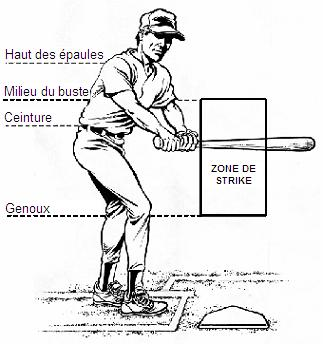 Haut des épaules
Milieu du buste
Ceinture
ZONE DE
STRIKE
Genoux